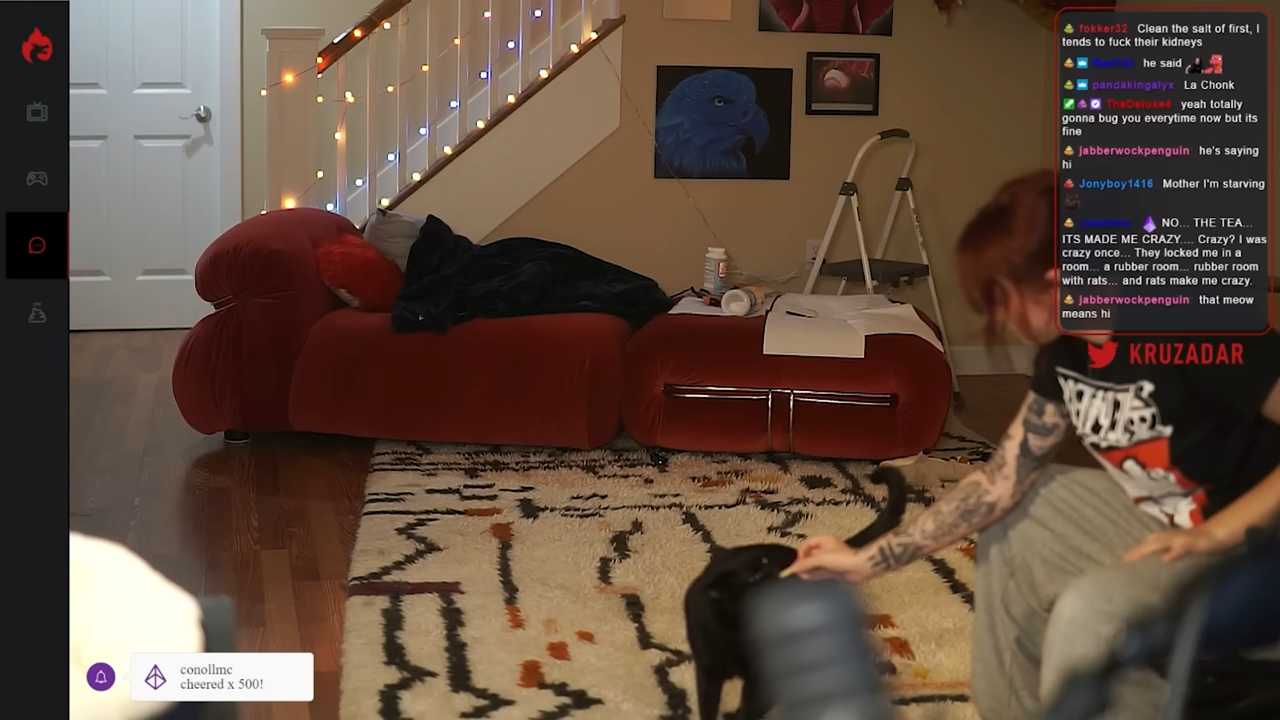 fokker32 Clean the salt of first, I
tends to fuck their kidneys
he said
pandakingalyx La Chonk
TheDeluxe4 yeah totally
gonna bug you everytime now but its
fine
jabberwockpenguin he's saying
hi
Jonyboy1416 Mother I'm starving
NO... THE TEA...
ITS MADE ME CRAZY.... Crazy? I was
crazy once... They locked me in a
room... a rubber room... rubber room
with rats... and rats make me crazy.
jabberwockpenguin that meow
means hi
KRUZADAR
conollmc
cheered x 500!